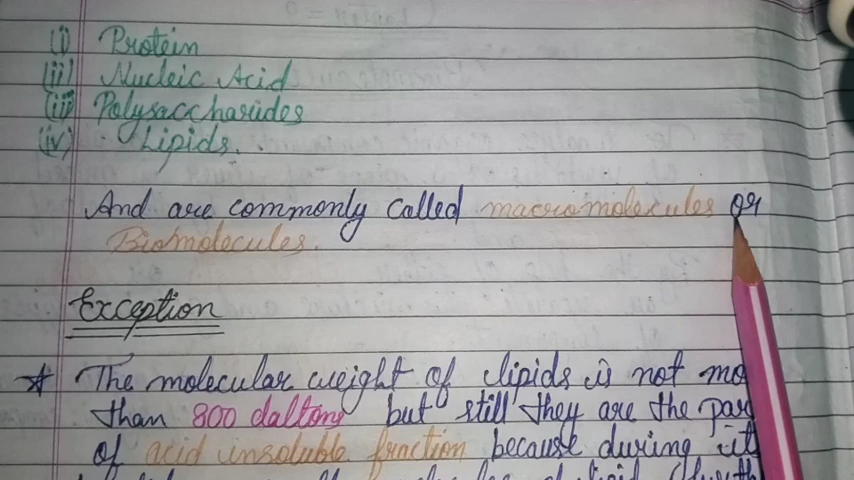 (i) Protein
(ii) Nucleic Acid
(iii) Polysaccharides
(iv) Lipids.
And are commonly called macromolexules or
Biomolecules.
Exception
* The molecular weight of lipids is not mo
than 800 daltons but still they are the par
of acid insoluble fraction because during it